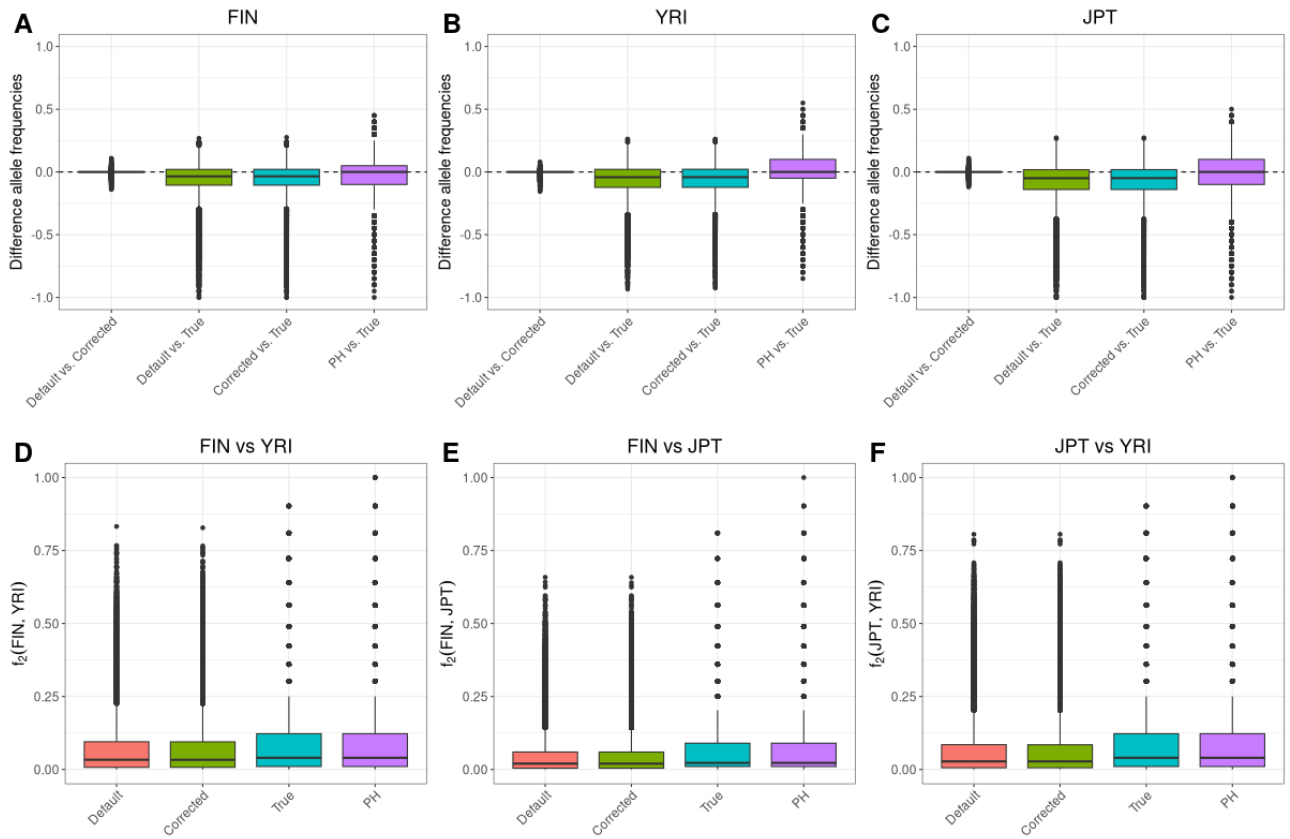 A
FIN
Difference allele frequencies
1.0
0.5
0.0
-0.5
-1.0
Default vs. Corrected
Default vs. True
Corrected vs. True
PH vs. True
B
YRI
Difference allele frequencies
1.0
0.5
0.0
-0.5
-1.0
Default vs. Corrected
Default vs. True
Corrected vs. True
PH vs. True
C
JPT
Difference allele frequencies
1.0
0.5
0.0
-0.5
-1.0
Default vs. Corrected
Default vs. True
Corrected vs. True
PH vs. True
D
FIN vs YRI
f₂(FIN, YRI)
1.00
0.75
0.50
0.25
0.00
Default
Corrected
True
PH
E
FIN vs JPT
f₂(FIN, JPT)
1.00
0.75
0.50
0.25
0.00
Default
Corrected
True
PH
F
JPT vs YRI
f₂(JPT, YRI)
1.00
0.75
0.50
0.25
0.00
Default
Corrected
True
PH